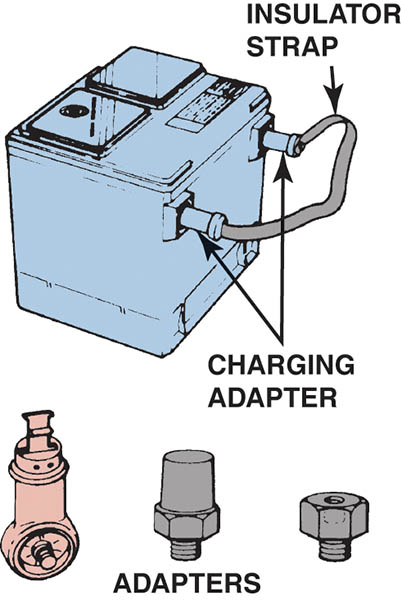 INSULATOR
STRAP
CHARGING
ADAPTER
ADAPTERS